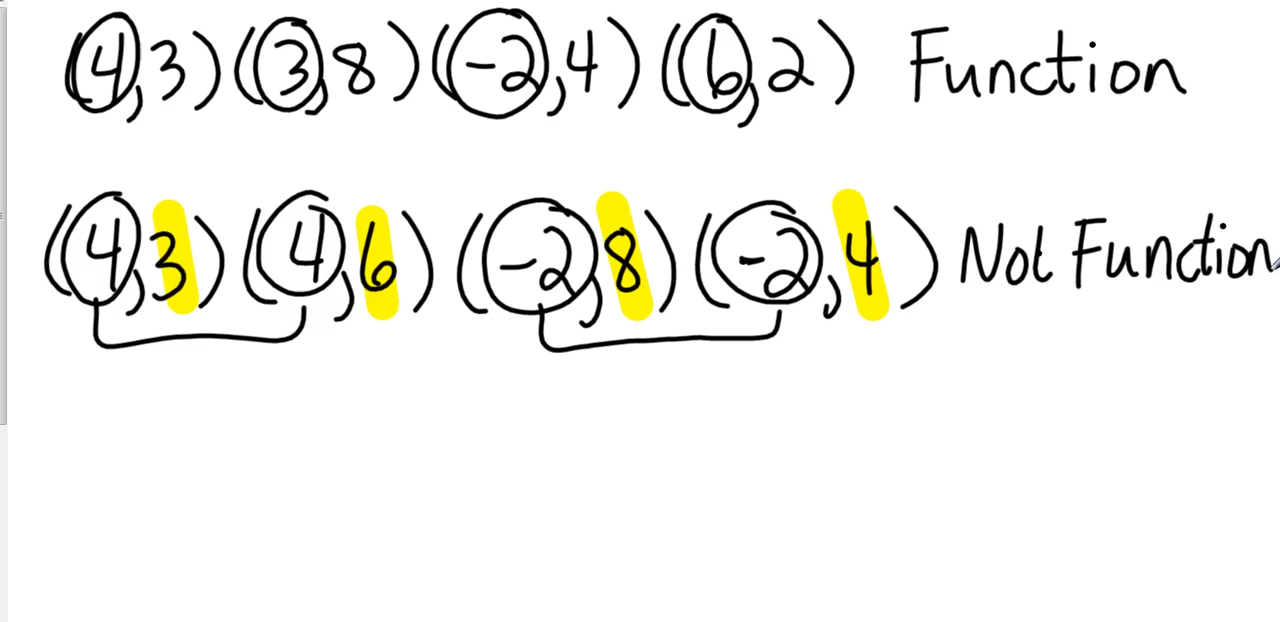 (4,3) (3,8) (-2,4) (6,2) Function
(4,3) (4,6) (-2,8) (-2,4) Not Function